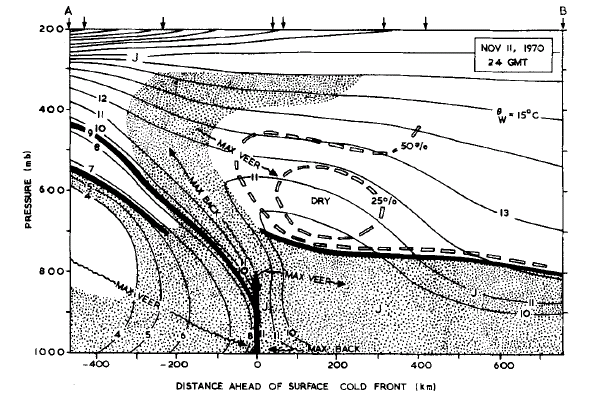 A
B
200
400
600
800
1000
PRESSURE (mb)
NOV 11, 1970
24 GMT
J
12
11
10
9
8
7
4
θW = 15°C
50%
MAX VEER
11
DRY
25%
13
MAX BACK
MAX VEER
MAX VEER
J
J
J
11
10
4
5
6
8
10
MAX BACK
-400
-200
0
200
400
600
DISTANCE AHEAD OF SURFACE COLD FRONT (km)